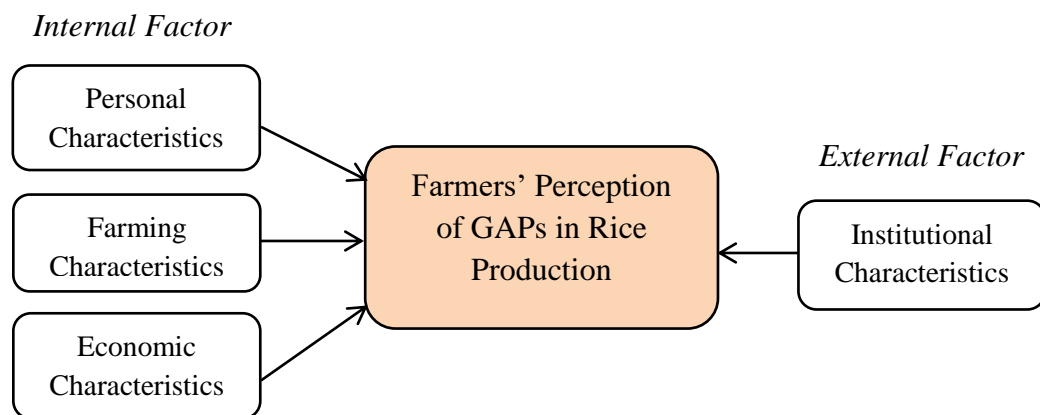 Internal Factor
Personal
Characteristics
Farming
Characteristics
Economic
Characteristics
Farmers’ Perception
of GAPs in Rice
Production
External Factor
Institutional
Characteristics